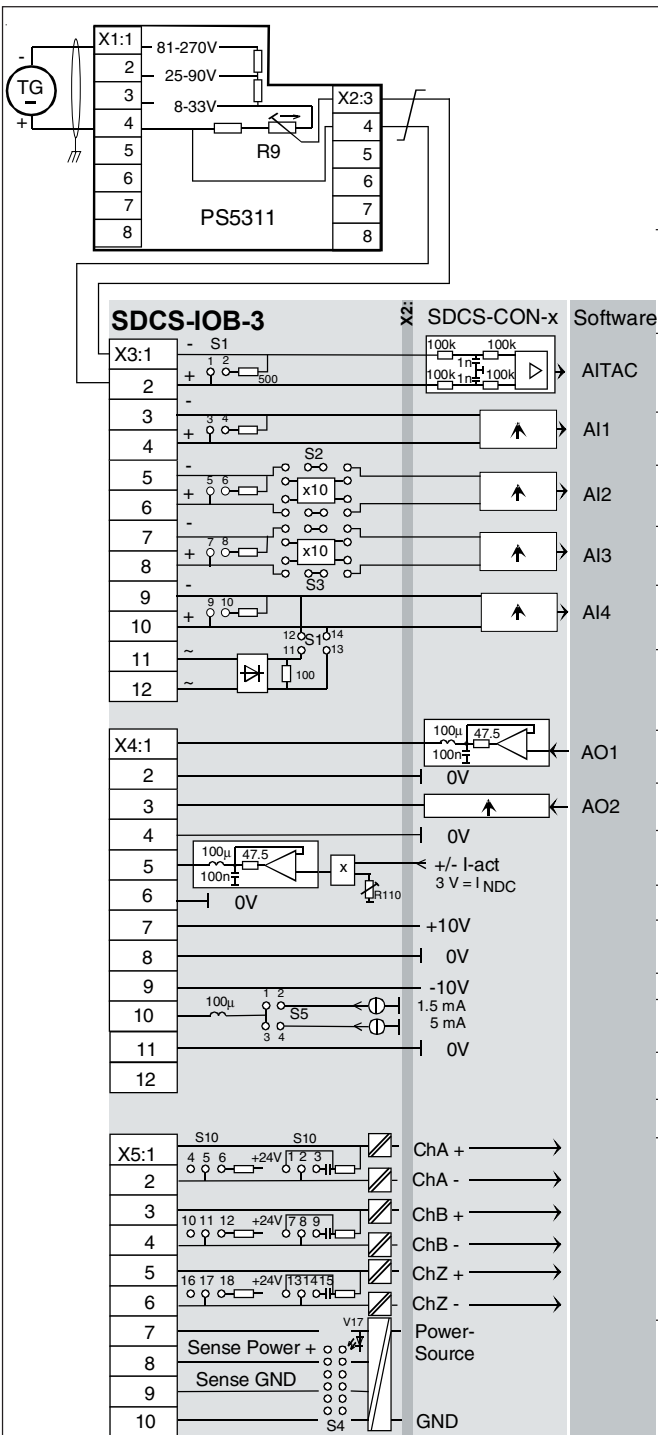 X1:1 81-270V
-
2 25-90V
TG
3 8-33V X2:3
+ 4 4
R9
5 5
6 6
7 PS5311 7
8 8
SDCS-IOB-3 X2: SDCS-CON-x Software
X3:1 - S1 100k 100k
1 2 1n AITAC
2 + 500 100k 1n 100k
3 -
3 4 AI1
4 +
S2
5 -
5 6 x10 AI2
6 +
7 -
7 8 x10 AI3
8 +
S3
9 -
9 10 AI4
10 +
12 S1 14
11 ~ 11 13
100
12 ~
X4:1 100µ 47.5
100n AO1
2 0V
3 AO2
4 0V
5 100µ 47.5 x +/- I-act
100n R110 3 V = I NDC
6 0V
7 +10V
8 0V
9 -10V
1 2 1.5 mA
10 100µ S5
5 mA
3 4
11 0V
12
X5:1 S10 S10 ChA +
4 5 6 +24V 1 2 3
2 ChA -
3 ChB +
10 11 12 +24V 7 8 9
4 ChB -
5 ChZ +
16 17 18 +24V 13 14 15
6 ChZ -
7 V17 Power-
Sense Power + Source
8
Sense GND
9
10 S4 GND